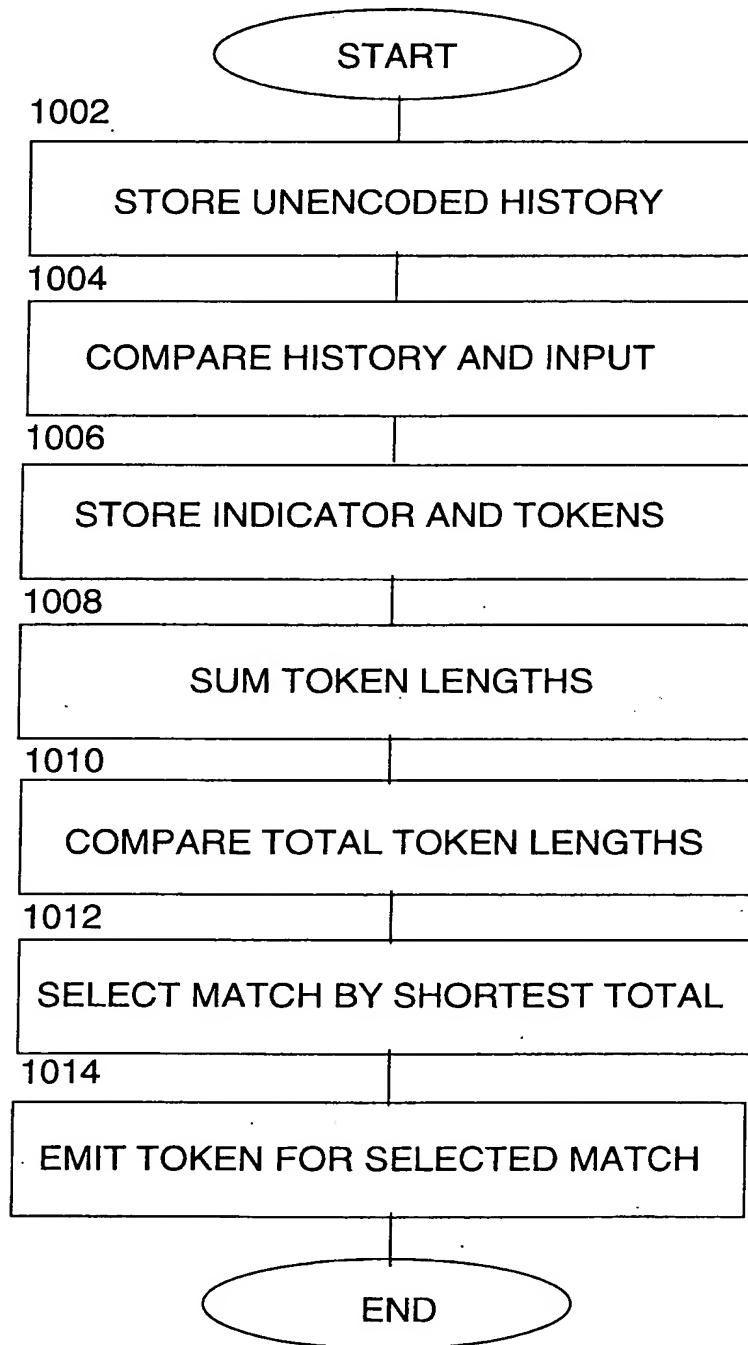 START
1002
STORE UNENCODED HISTORY
1004
COMPARE HISTORY AND INPUT
1006
STORE INDICATOR AND TOKENS
1008
SUM TOKEN LENGTHS
1010
COMPARE TOTAL TOKEN LENGTHS
1012
SELECT MATCH BY SHORTEST TOTAL
1014
EMIT TOKEN FOR SELECTED MATCH
END